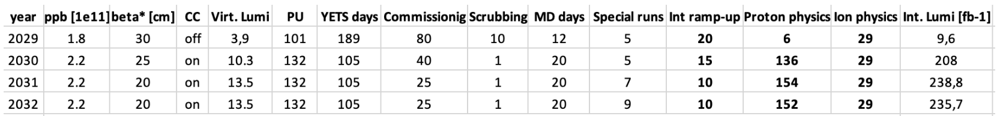 year ppb [1e11] beta* [cm] CC Virt. Lumi PU YETS days Commissionig Scrubbing MD days Special runs Int ramp-up Proton physics Ion physics Int. Lumi [fb-1]
2029 1.8 30 off 3,9 101 189 80 10 12 5 20 6 29 9,6
2030 2.2 25 on 10.3 132 105 40 1 20 5 15 136 29 208
2031 2.2 20 on 13.5 132 105 25 1 20 7 10 154 29 238,8
2032 2.2 20 on 13.5 132 105 25 1 20 9 10 152 29 235,7